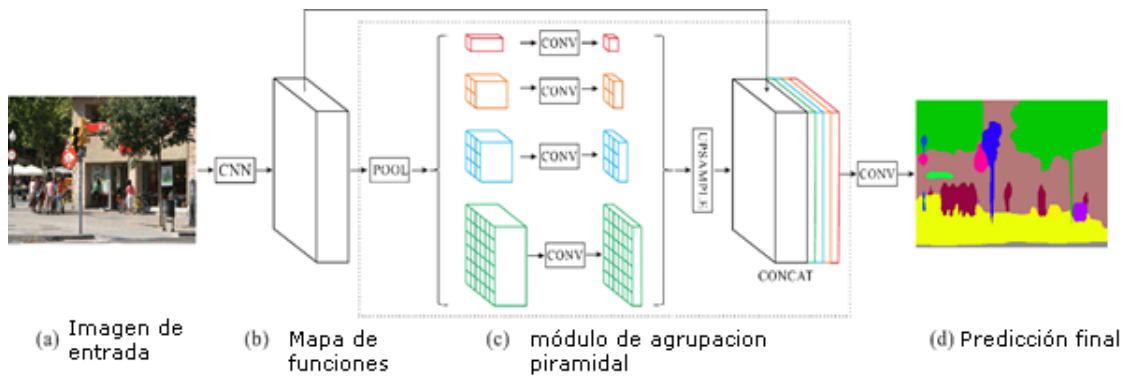 CONV
CONV
CONV
CONV
CNN
POOL
UPSAMPLE
CONCAT
CONV
(a) Imagen de
entrada
(b) Mapa de
funciones
(c) módulo de agrupacion
piramidal
(d) Predicción final